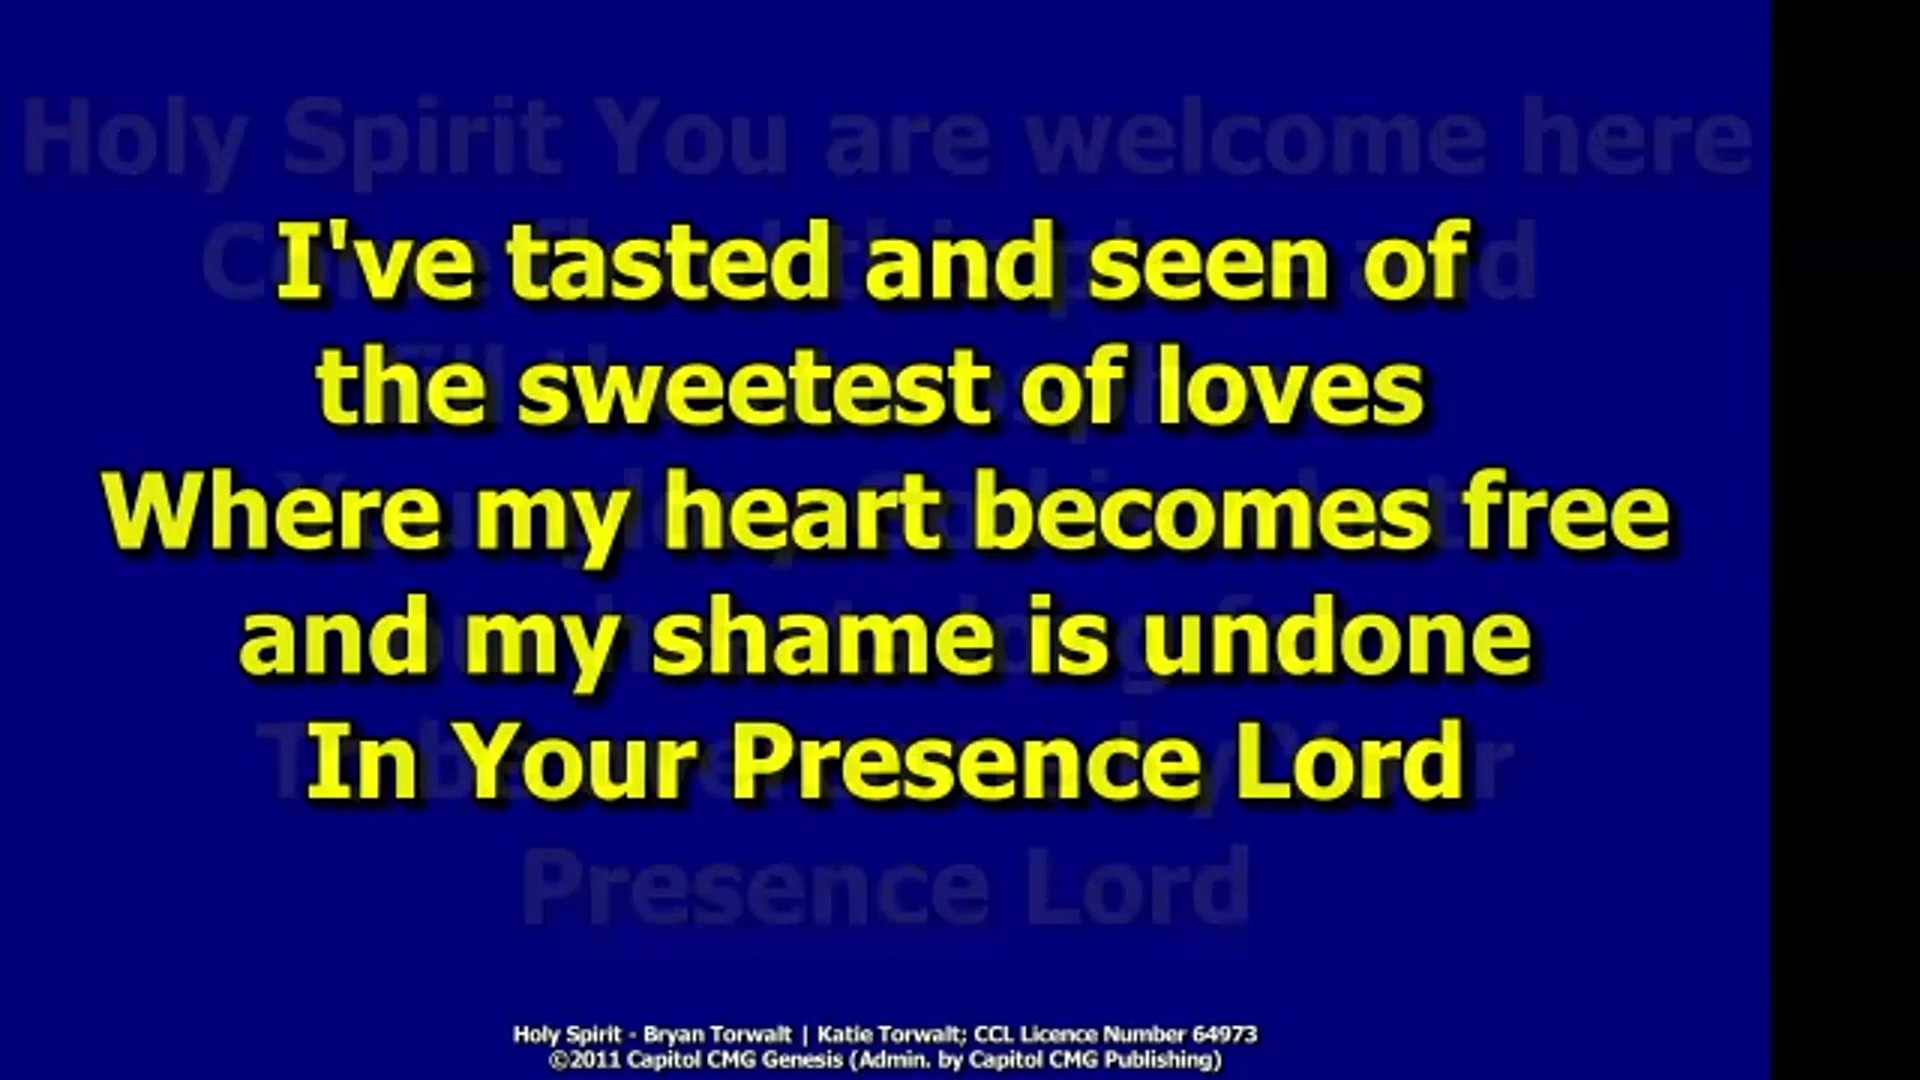 Holy Spirit You are welcome here
I've tasted and seen of
the sweetest of loves
Where my heart becomes free
and my shame is undone
In Your Presence Lord
Presence Lord
Holy Spirit - Bryan Torwalt | Katie Torwalt; CCL Licence Number 64973
©2011 Capitol CMG Genesis (Admin. by Capitol CMG Publishing)